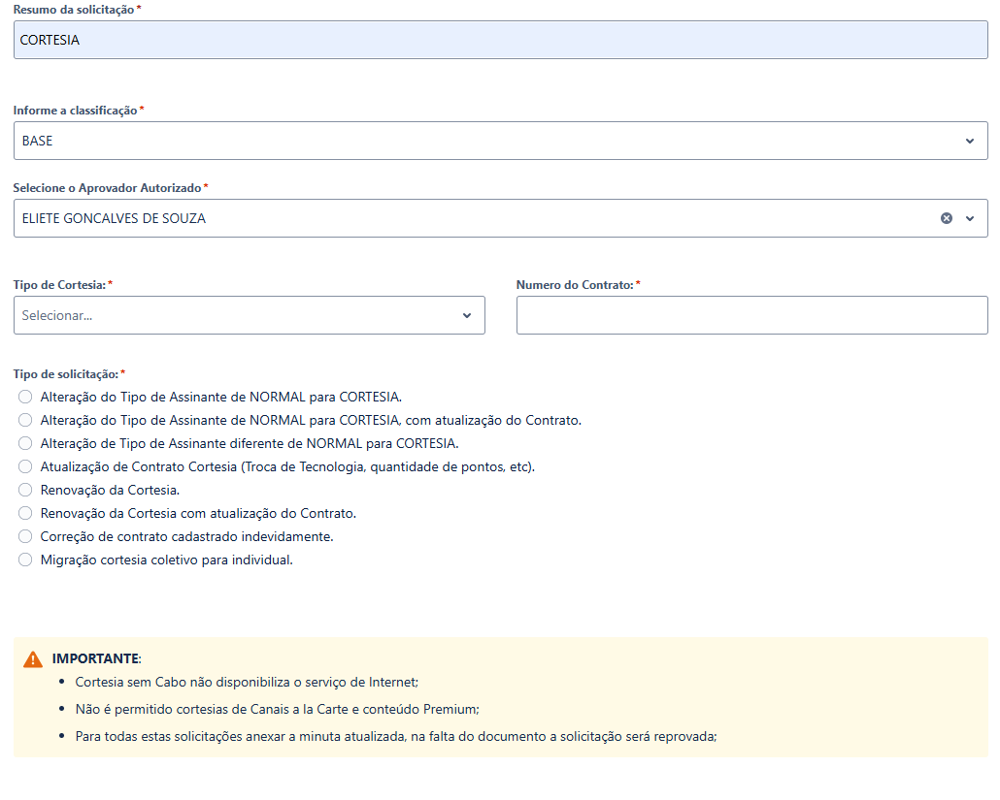 Resumo da solicitação *
CORTESIA
Informe a classificação *
BASE
Selecione o Aprovador Autorizado *
ELIETE GONCALVES DE SOUZA
Tipo de Cortesia: *
Selecionar...
Numero do Contrato: *
Tipo de solicitação: *
Alteração do Tipo de Assinante de NORMAL para CORTESIA.
Alteração do Tipo de Assinante de NORMAL para CORTESIA, com atualização do Contrato.
Alteração de Tipo de Assinante diferente de NORMAL para CORTESIA.
Atualização de Contrato Cortesia (Troca de Tecnologia, quantidade de pontos, etc).
Renovação da Cortesia.
Renovação da Cortesia com atualização do Contrato.
Correção de contrato cadastrado indevidamente.
Migração cortesia coletivo para individual.
IMPORTANTE:
• Cortesia sem Cabo não disponibiliza o serviço de Internet;
• Não é permitido cortesias de Canais a la Carte e conteúdo Premium;
• Para todas estas solicitações anexar a minuta atualizada, na falta do documento a solicitação será reprovada;